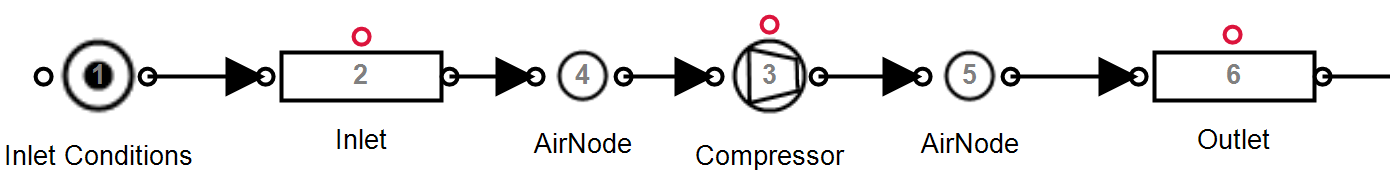 1
2
4
3
5
6
Inlet Conditions
Inlet
AirNode
Compressor
AirNode
Outlet